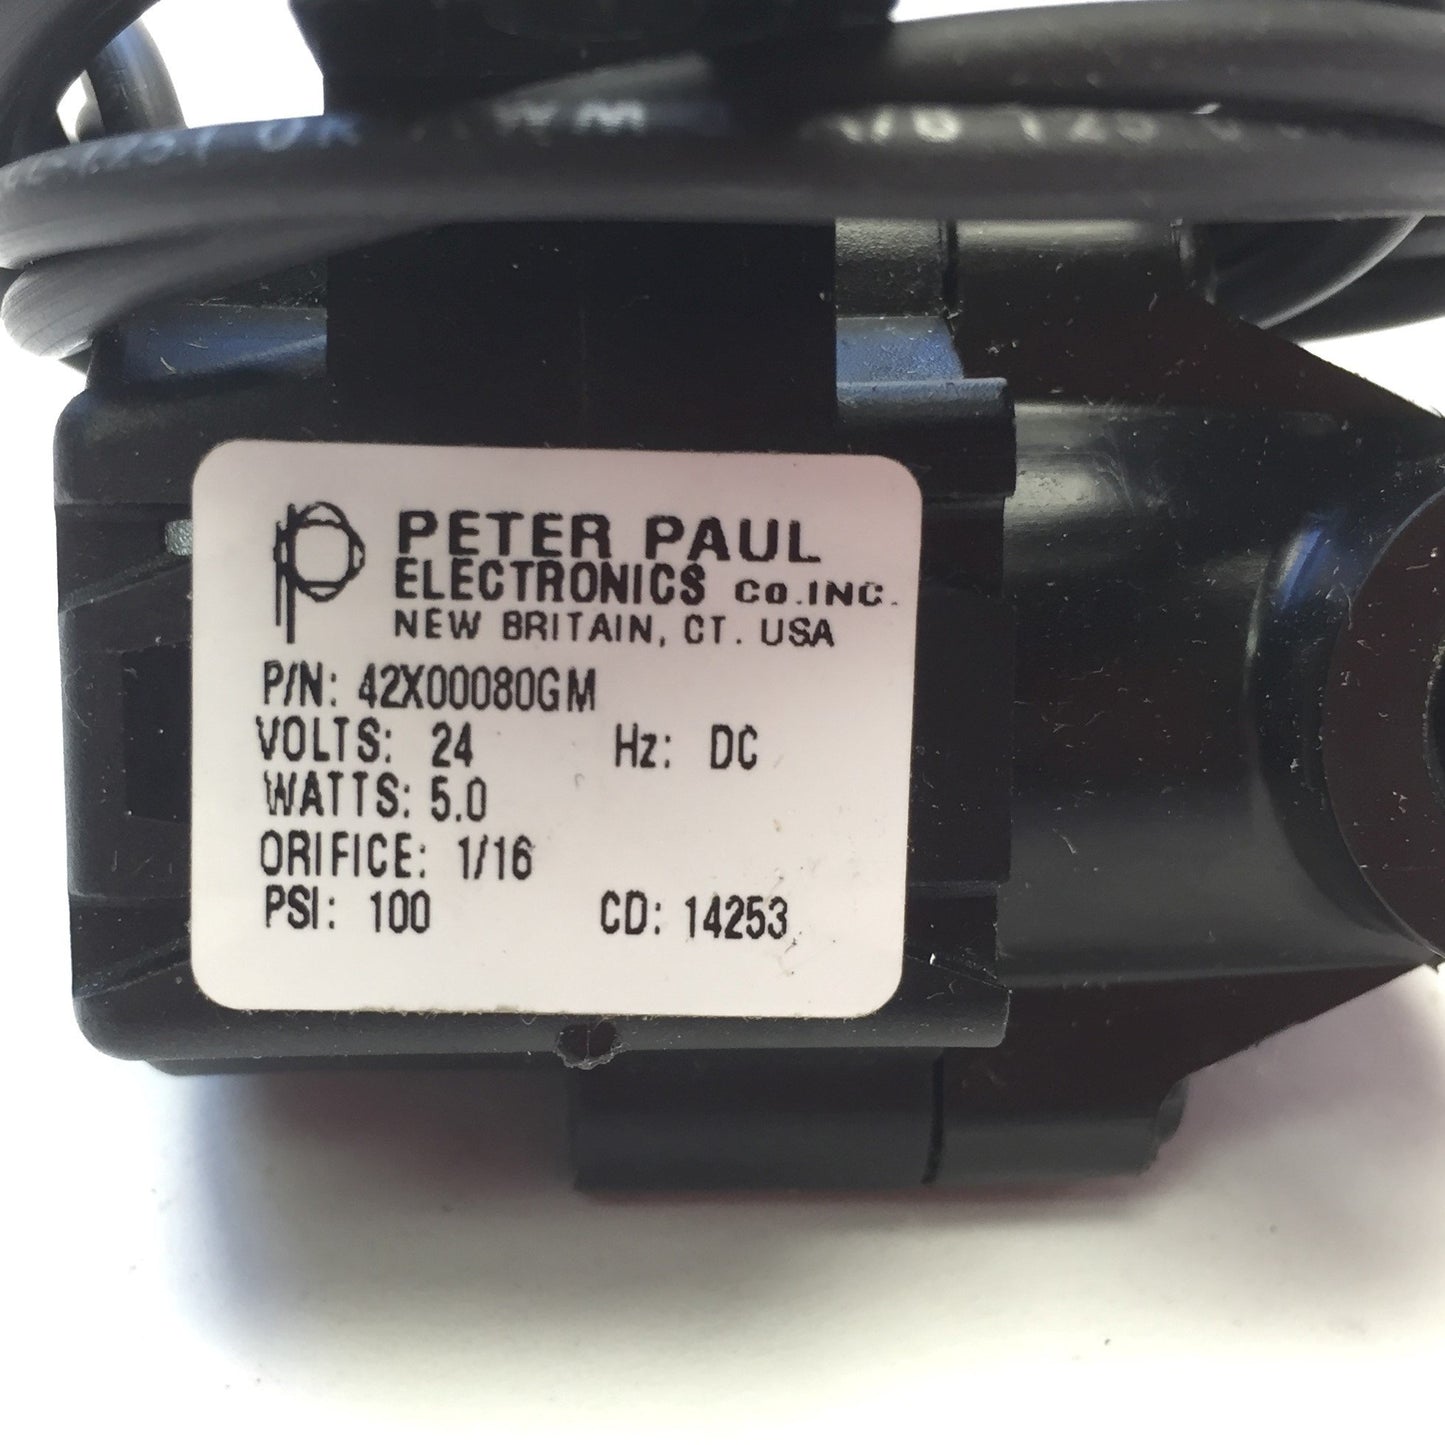 PETER PAUL
ELECTRONICS CO.INC.
NEW BRITAIN, CT. USA
P/N: 42X00080GM
VOLTS: 24 Hz: DC
WATTS: 5.0
ORIFICE: 1/16
PSI: 100 CD: 14253